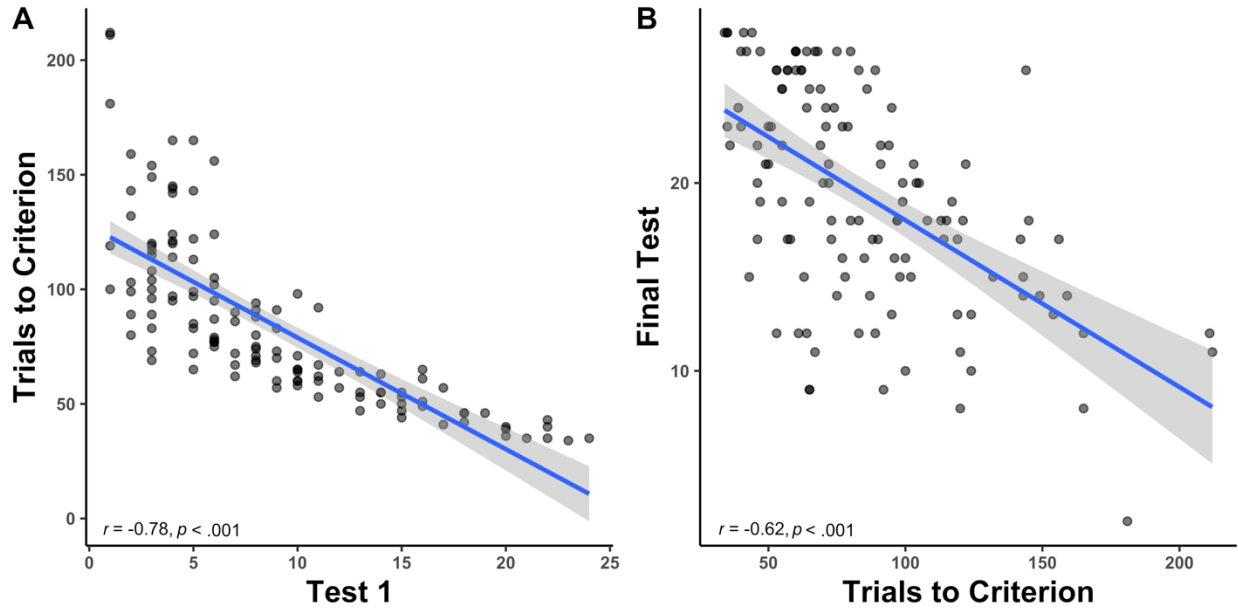 A
Trials to Criterion
200
150
100
50
0
r = -0.78, p < .001
0 5 10 15 20 25
Test 1
B
Final Test
20
10
r = -0.62, p < .001
50 100 150 200
Trials to Criterion